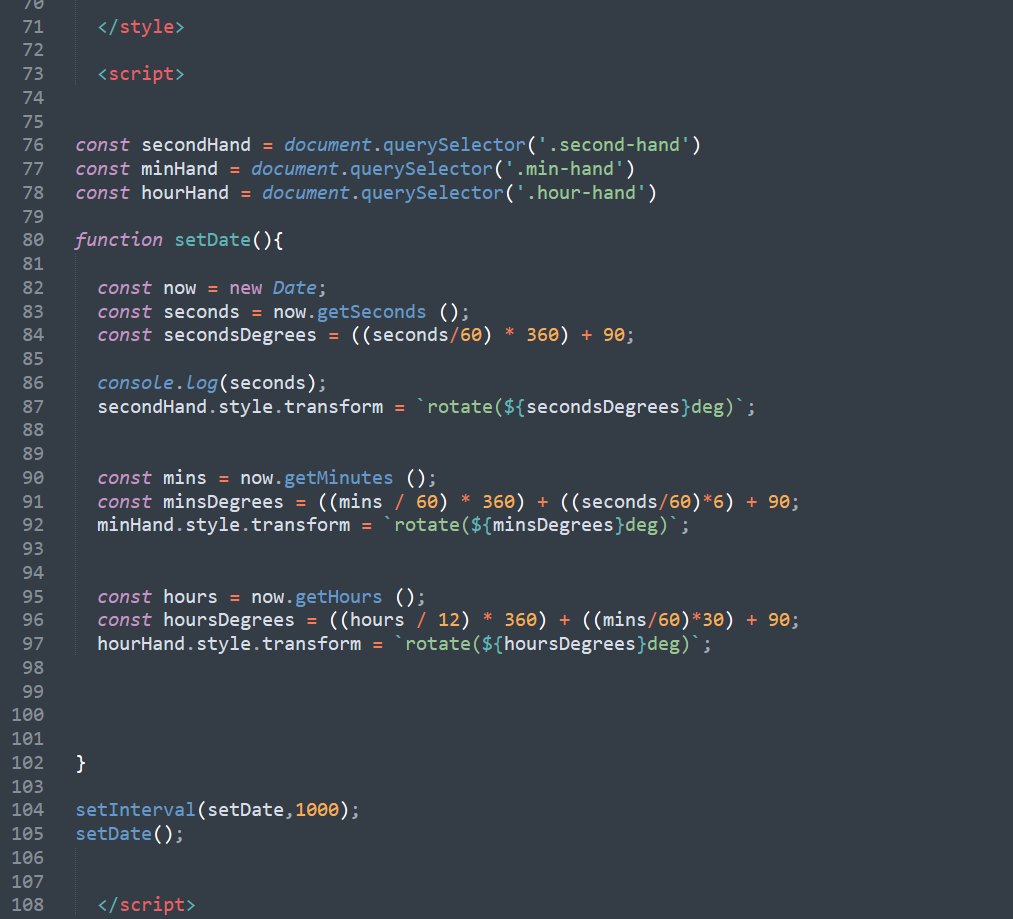 70
71 </style>
72
73 <script>
74
75
76 const secondHand = document.querySelector('.second-hand')
77 const minHand = document.querySelector('.min-hand')
78 const hourHand = document.querySelector('.hour-hand')
79
80 function setDate(){
81
82 const now = new Date;
83 const seconds = now.getSeconds ();
84 const secondsDegrees = ((seconds/60) * 360) + 90;
85
86 console.log(seconds);
87 secondHand.style.transform = `rotate(${secondsDegrees}deg)`;
88
89
90 const mins = now.getMinutes ();
91 const minsDegrees = ((mins / 60) * 360) + ((seconds/60)*6) + 90;
92 minHand.style.transform = `rotate(${minsDegrees}deg)`;
93
94
95 const hours = now.getHours ();
96 const hoursDegrees = ((hours / 12) * 360) + ((mins/60)*30) + 90;
97 hourHand.style.transform = `rotate(${hoursDegrees}deg)`;
98
99
100
101
102 }
103
104 setInterval(setDate,1000);
105 setDate();
106
107
108 </script>